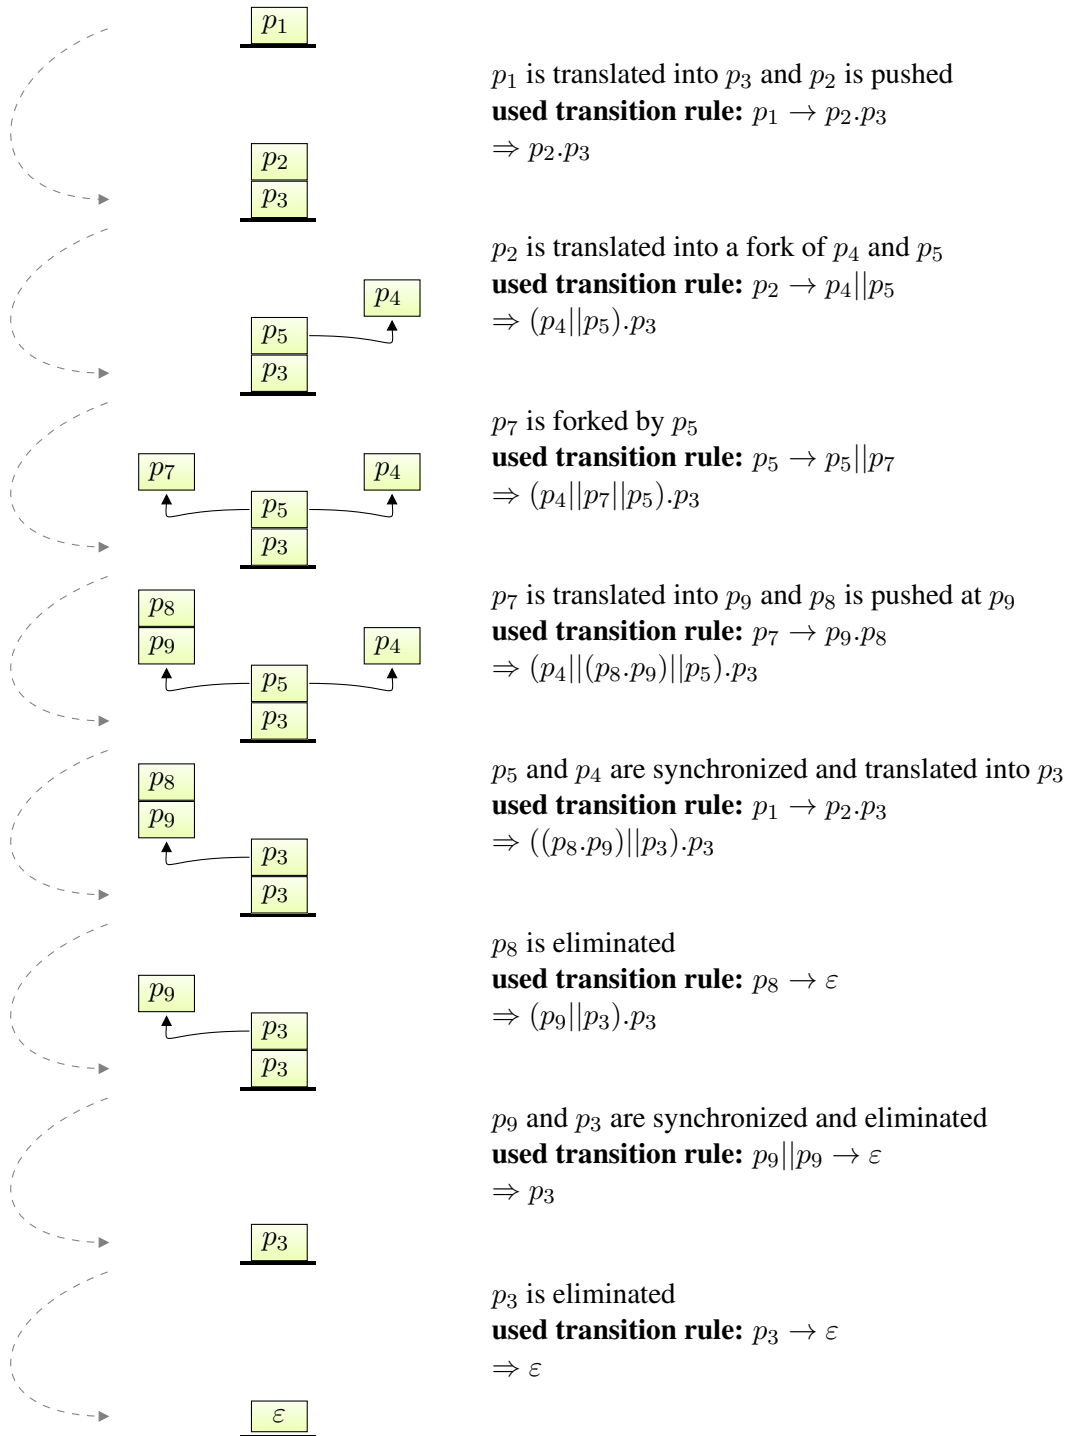 p₁
p₁ is translated into p₃ and p₂ is pushed
used transition rule: p₁ → p₂.p₃
⇒ p₂.p₃
p₂
p₃
p₂ is translated into a fork of p₄ and p₅
used transition rule: p₂ → p₄||p₅
⇒ (p₄||p₅).p₃
p₄
p₅
p₃
p₇ is forked by p₅
used transition rule: p₅ → p₅||p₇
⇒ (p₄||p₇||p₅).p₃
p₇ p₄
p₅
p₃
p₇ is translated into p₉ and p₈ is pushed at p₉
used transition rule: p₇ → p₉.p₈
⇒ (p₄||(p₈.p₉)||p₅).p₃
p₈
p₉ p₄
p₅
p₃
p₅ and p₄ are synchronized and translated into p₃
used transition rule: p₁ → p₂.p₃
⇒ ((p₈.p₉)||p₃).p₃
p₈
p₉
p₃
p₃
p₈ is eliminated
used transition rule: p₈ → ε
⇒ (p₉||p₃).p₃
p₉
p₃
p₃
p₉ and p₃ are synchronized and eliminated
used transition rule: p₉||p₉ → ε
⇒ p₃
p₃
p₃ is eliminated
used transition rule: p₃ → ε
⇒ ε
ε